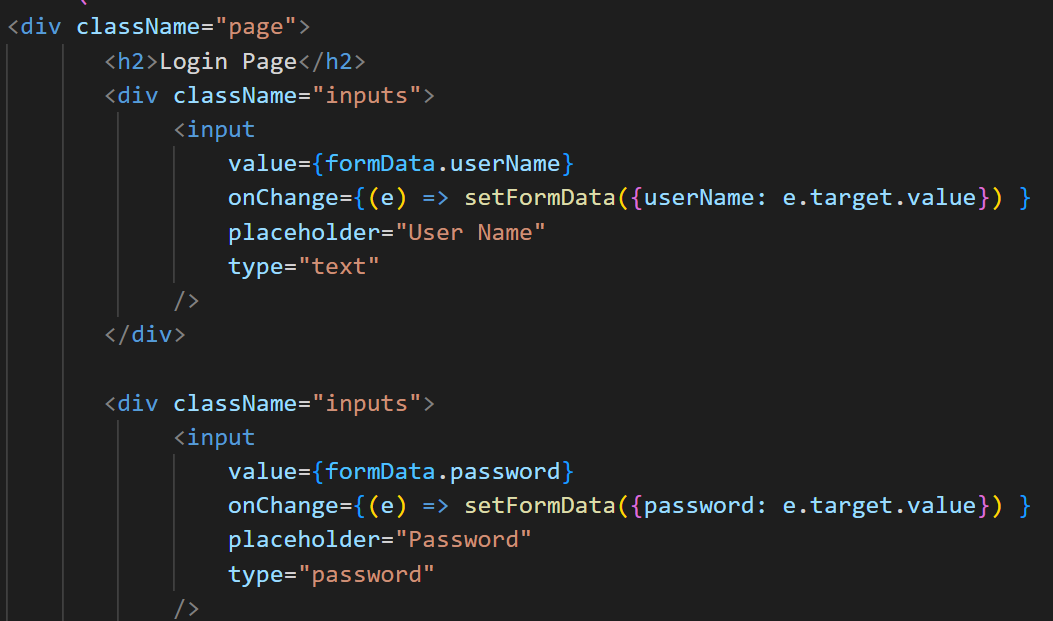 <div className="page">
<h2>Login Page</h2>
<div className="inputs">
<input
value={formData.userName}
onChange={(e) => setFormData({userName: e.target.value}) }
placeholder="User Name"
type="text"
/>
</div>
<div className="inputs">
<input
value={formData.password}
onChange={(e) => setFormData({password: e.target.value}) }
placeholder="Password"
type="password"
/>